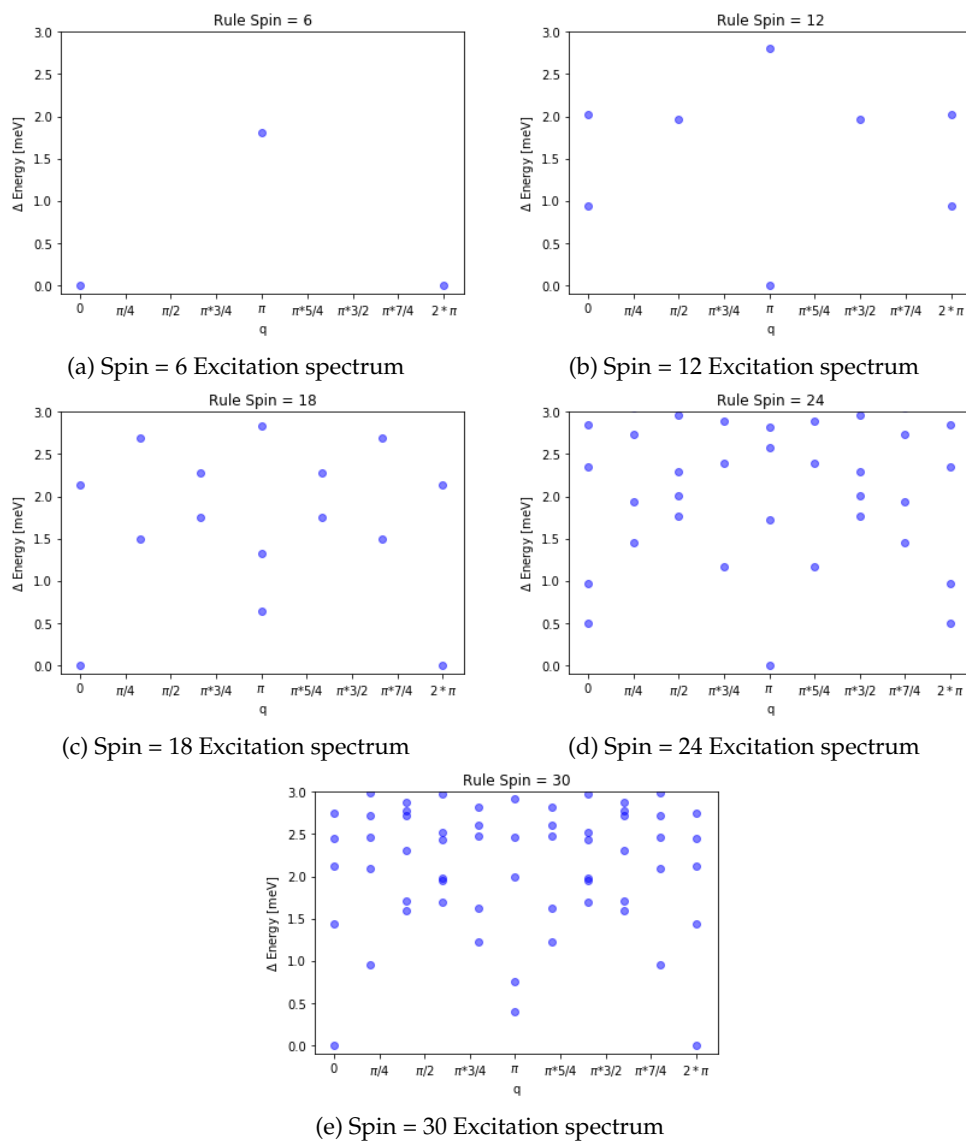 Rule Spin = 6
3.0
2.5
2.0
1.5
1.0
0.5
0.0
Δ Energy [meV]
0 π/4 π/2 π*3/4 π π*5/4 π*3/2 π*7/4 2*π
q
(a) Spin = 6 Excitation spectrum
Rule Spin = 12
3.0
2.5
2.0
1.5
1.0
0.5
0.0
Δ Energy [meV]
0 π/4 π/2 π*3/4 π π*5/4 π*3/2 π*7/4 2*π
q
(b) Spin = 12 Excitation spectrum
Rule Spin = 18
3.0
2.5
2.0
1.5
1.0
0.5
0.0
Δ Energy [meV]
0 π/4 π/2 π*3/4 π π*5/4 π*3/2 π*7/4 2*π
q
(c) Spin = 18 Excitation spectrum
Rule Spin = 24
3.0
2.5
2.0
1.5
1.0
0.5
0.0
Δ Energy [meV]
0 π/4 π/2 π*3/4 π π*5/4 π*3/2 π*7/4 2*π
q
(d) Spin = 24 Excitation spectrum
Rule Spin = 30
3.0
2.5
2.0
1.5
1.0
0.5
0.0
Δ Energy [meV]
0 π/4 π/2 π*3/4 π π*5/4 π*3/2 π*7/4 2*π
q
(e) Spin = 30 Excitation spectrum